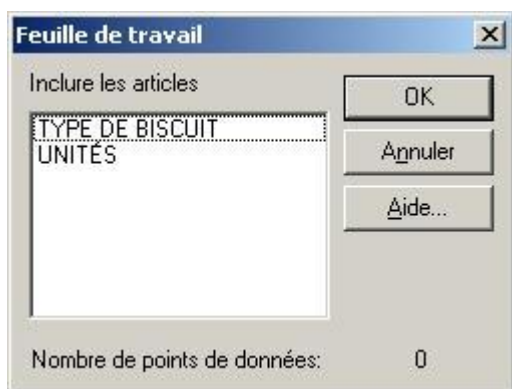 Feuille de travail
Inclure les articles
TYPE DE BISCUIT
UNITÉS
OK
Annuler
Aide...
Nombre de points de données: 0